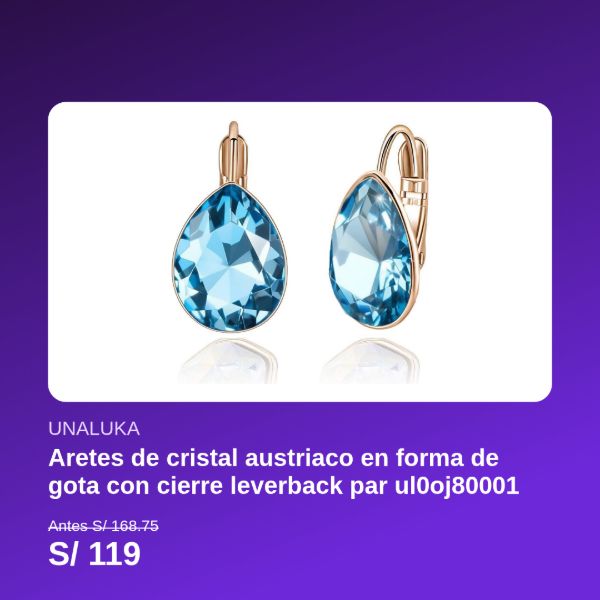 UNALUKA
Aretes de cristal austriaco en forma de
gota con cierre leverback par ul0oj80001
Antes S/ 168.75
S/ 119